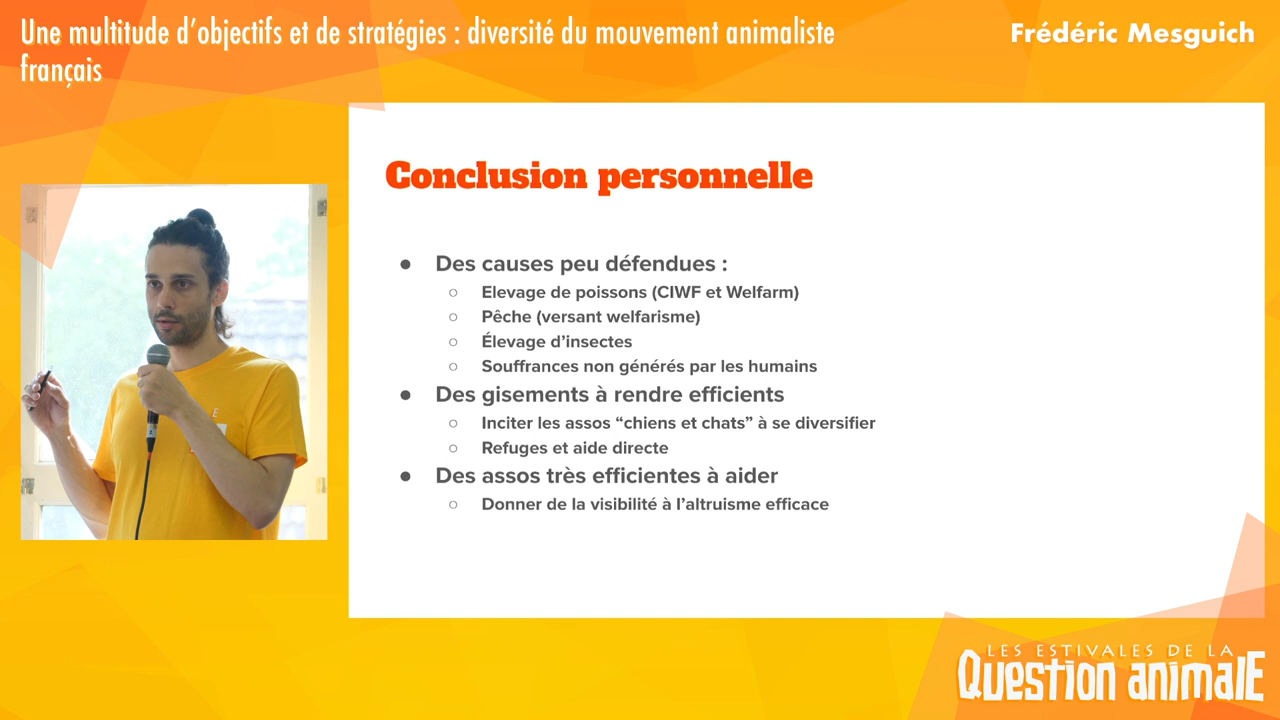 Une multitude d'objectifs et de stratégies : diversité du mouvement animaliste
français
Frédéric Mesguich
Conclusion personnelle
● Des causes peu défendues :
○ Elevage de poissons (CIWF et Welfarm)
○ Pêche (versant welfarisme)
○ Élevage d'insectes
○ Souffrances non générés par les humains
● Des gisements à rendre efficients
○ Inciter les assos “chiens et chats” à se diversifier
○ Refuges et aide directe
● Des assos très efficientes à aider
○ Donner de la visibilité à l'altruisme efficace
LES ESTIVALES DE LA
QUEStion animalE